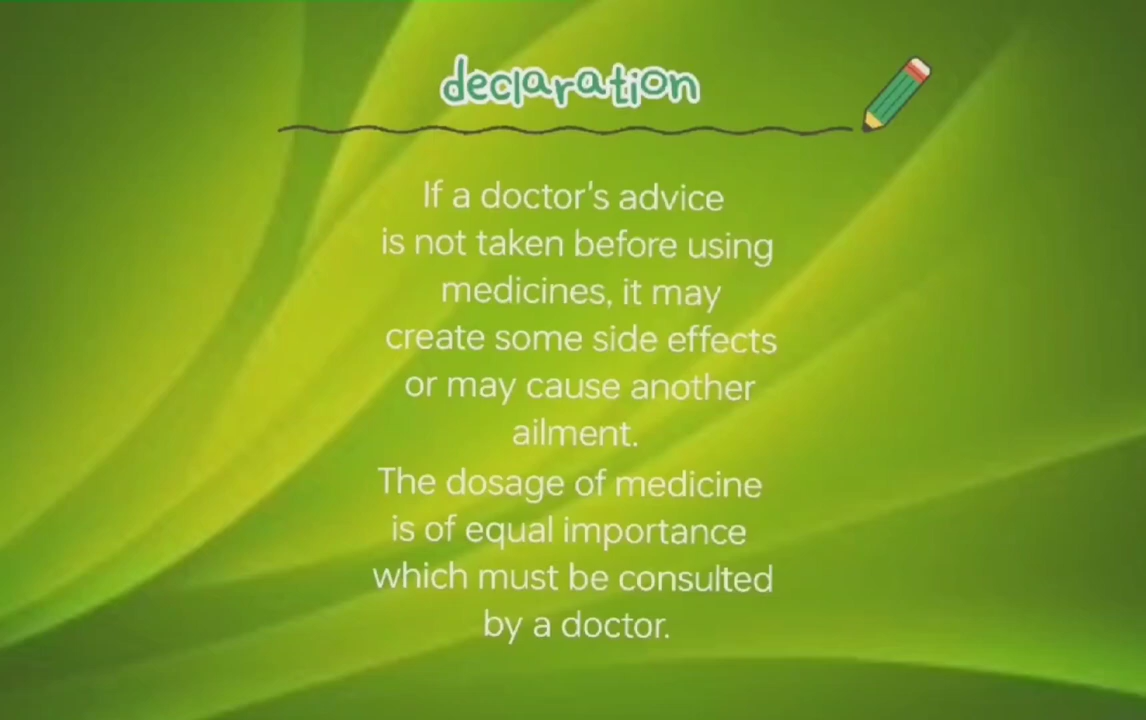 declaration
If a doctor's advice
is not taken before using
medicines, it may
create some side effects
or may cause another
ailment.
The dosage of medicine
is of equal importance
which must be consulted
by a doctor.